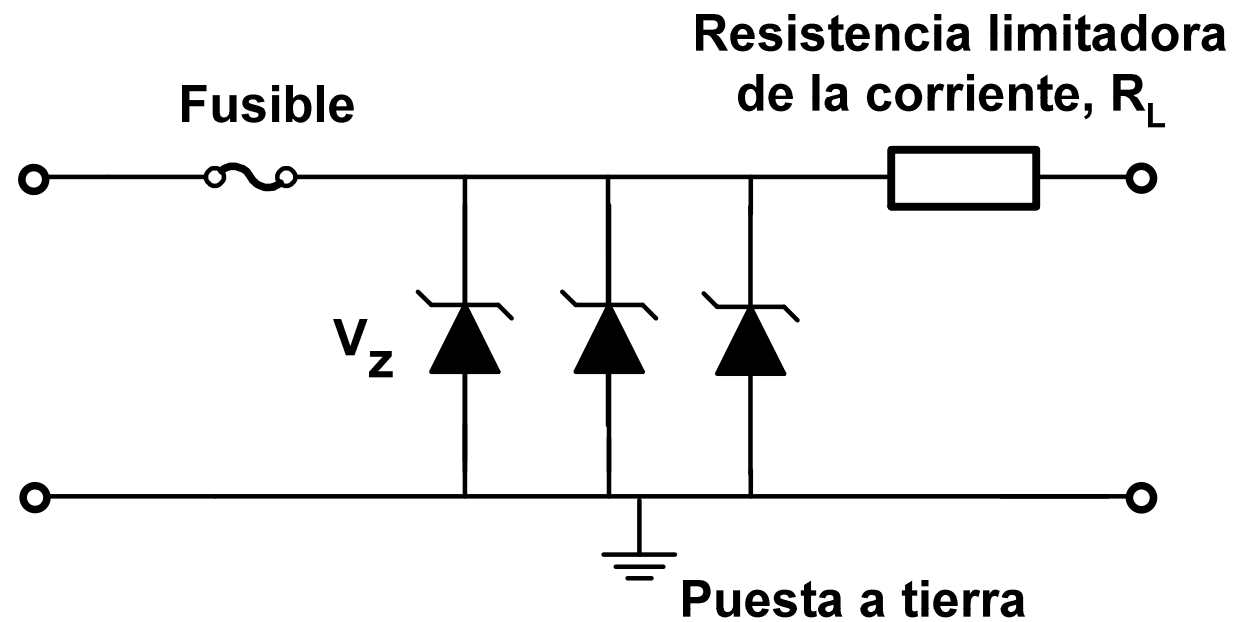 Resistencia limitadora
de la corriente, RL
Fusible
Vz
Puesta a tierra